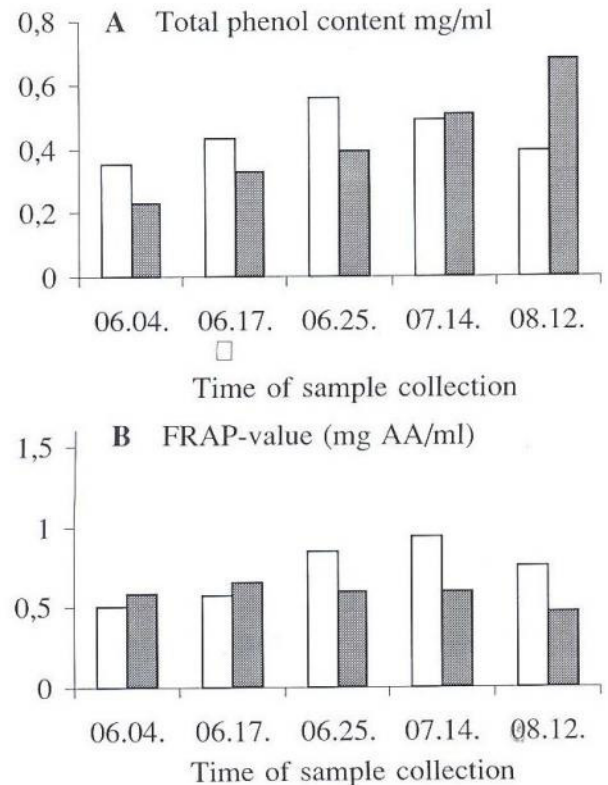 A Total phenol content mg/ml
0,8
0,6
0,4
0,2
0
06.04. 06.17. 06.25. 07.14. 08.12.
Time of sample collection
B FRAP-value (mg AA/ml)
1,5
1
0,5
0
06.04. 06.17. 06.25. 07.14. 08.12.
Time of sample collection